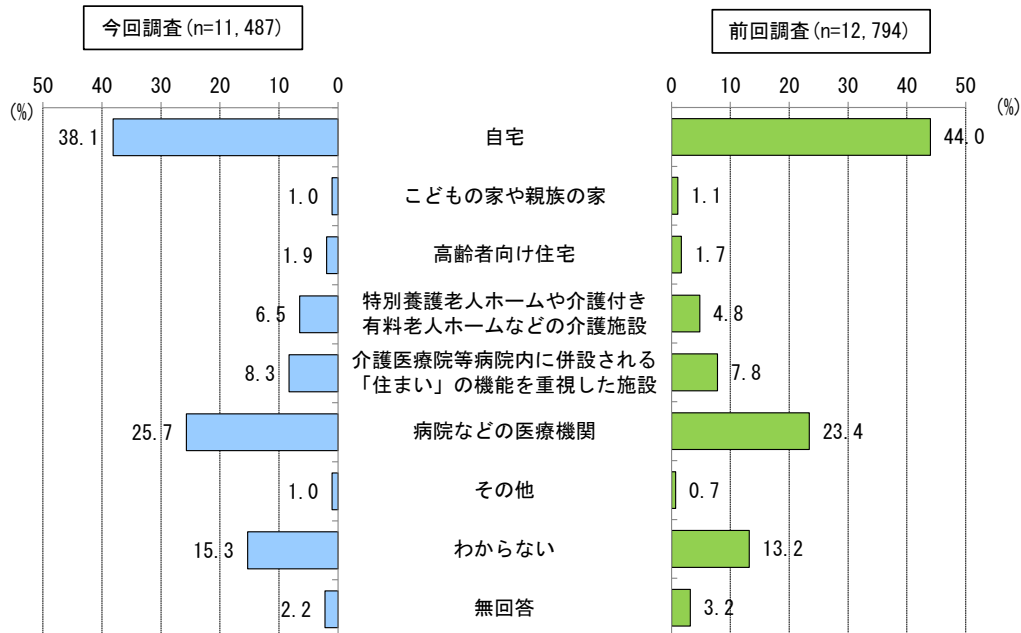 今回調査(n=11,487)
前回調査(n=12,794)
50 40 30 20 10 0
0 10 20 30 40 50
(%)
(%)
38.1 自宅 44.0
1.0 こどもの家や親族の家 1.1
1.9 高齢者向け住宅 1.7
特別養護老人ホームや介護付き
6.5 有料老人ホームなどの介護施設 4.8
介護医療院等病院内に併設される
8.3 「住まい」の機能を重視した施設 7.8
25.7 病院などの医療機関 23.4
1.0 その他 0.7
15.3 わからない 13.2
2.2 無回答 3.2